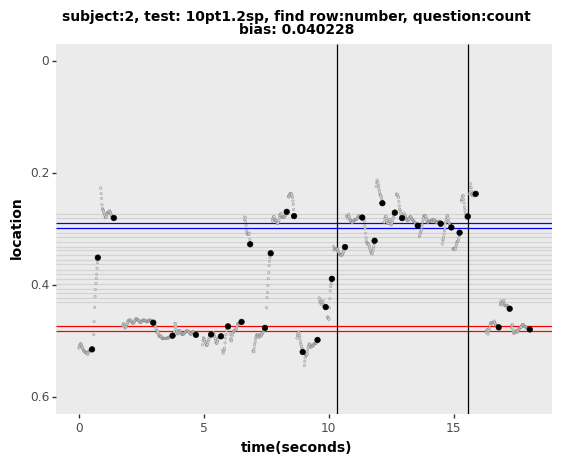 subject:2, test: 10pt1.2sp, find row:number, question:count
bias: 0.040228
0
0.2
0.4
0.6
location
0
5
10
15
time(seconds)